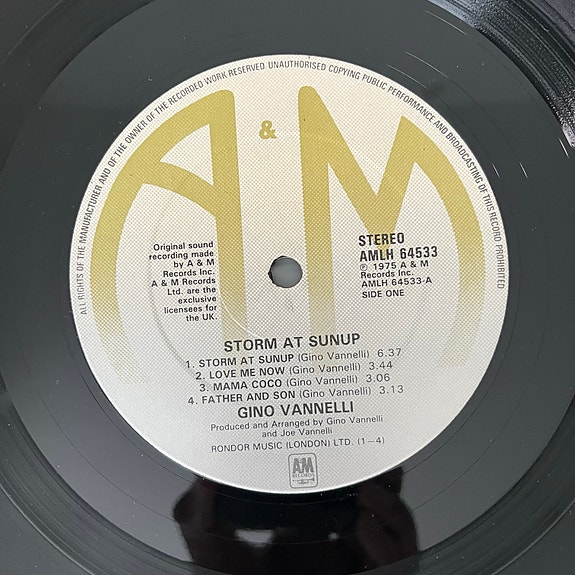 ALL RIGHTS OF THE MANUFACTURER AND OF THE OWNER OF THE RECORDED WORK RESERVED UNAUTHORISED COPYING PUBLIC PERFORMANCE AND BROADCASTING OF THIS RECORD PROHIBITED
A & M
Original sound
recording made
by A & M
Records Inc.
A & M Records
Ltd. are the
exclusive
licensees for
the UK.
STEREO
AMLH 64533
℗ 1975 A & M
Records Inc.
AMLH 64533-A
SIDE ONE
STORM AT SUNUP
1. STORM AT SUNUP (Gino Vannelli) 6.37
2. LOVE ME NOW (Gino Vannelli) 3.44
3. MAMA COCO (Gino Vannelli) 3.06
4. FATHER AND SON (Gino Vannelli) 3.13
GINO VANNELLI
Produced and Arranged by Gino Vannelli
and Joe Vannelli
RONDOR MUSIC (LONDON) LTD. (1—4)
A&M
RECORDS